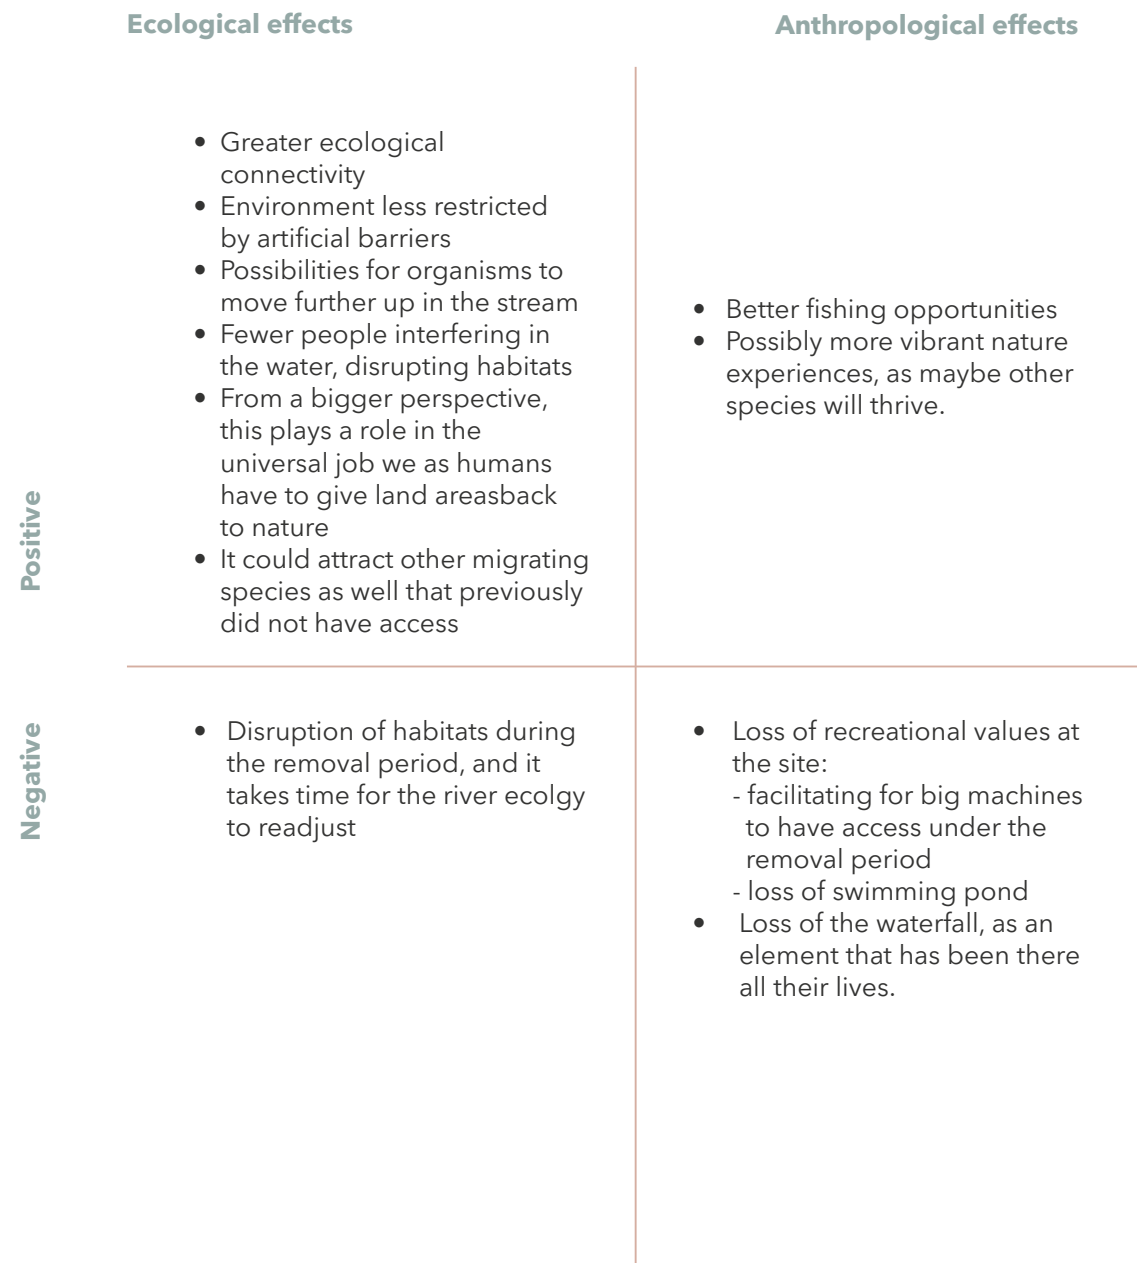 Ecological effects
Anthropological effects
Positive
• Greater ecological
connectivity
• Environment less restricted
by artificial barriers
• Possibilities for organisms to
move further up in the stream
• Fewer people interfering in
the water, disrupting habitats
• From a bigger perspective,
this plays a role in the
universal job we as humans
have to give land areasback
to nature
• It could attract other migrating
species as well that previously
did not have access
• Better fishing opportunities
• Possibly more vibrant nature
experiences, as maybe other
species will thrive.
Negative
• Disruption of habitats during
the removal period, and it
takes time for the river ecolgy
to readjust
• Loss of recreational values at
the site:
- facilitating for big machines
to have access under the
removal period
- loss of swimming pond
• Loss of the waterfall, as an
element that has been there
all their lives.